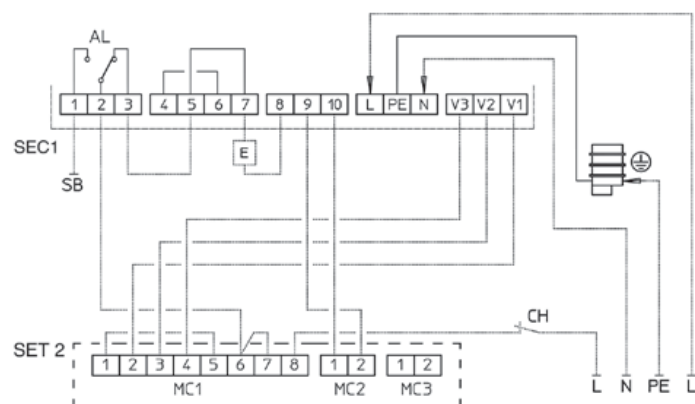 AL
1 2 3 4 5 6 7 8 9 10 L PE N V3 V2 V1
SEC1
E
SB
CH
SET 2
1 2 3 4 5 6 7 8 1 2 1 2
MC1 MC2 MC3
L N PE L